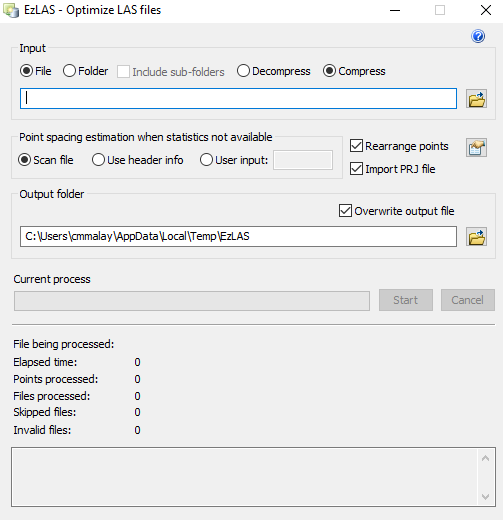 EzLAS - Optimize LAS files
?
Input
File Folder Include sub-folders Decompress Compress
Point spacing estimation when statistics not available
Scan file Use header info User input:
Rearrange points
Import PRJ file
Output folder
Overwrite output file
C:\Users\cmmalay\AppData\Local\Temp\EzLAS
Current process
Start Cancel
File being processed:
Elapsed time: 0
Points processed: 0
Files processed: 0
Skipped files: 0
Invalid files: 0